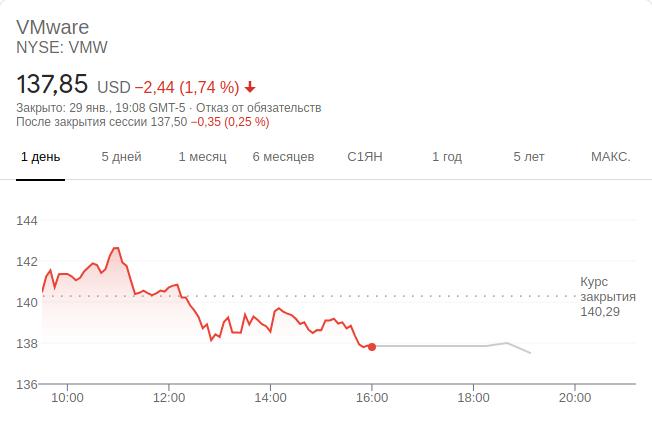 VMware
NYSE: VMW
137,85 USD −2,44 (1,74 %)
Закрыто: 29 янв., 19:08 GMT-5 · Отказ от обязательств
После закрытия сессии 137,50 −0,35 (0,25 %)
1 день 5 дней 1 месяц 6 месяцев С1ЯН 1 год 5 лет МАКС.
144
142
140
138
136
Курс
закрытия
140,29
10:00 12:00 14:00 16:00 18:00 20:00